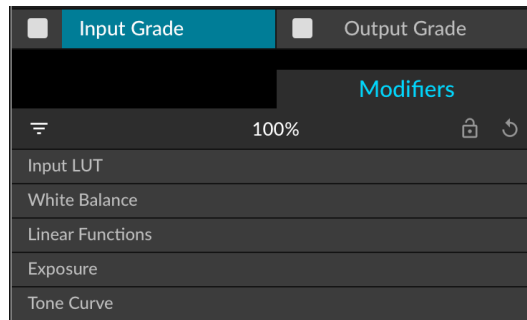 Input Grade Output Grade
Modifiers
100%
Input LUT
White Balance
Linear Functions
Exposure
Tone Curve